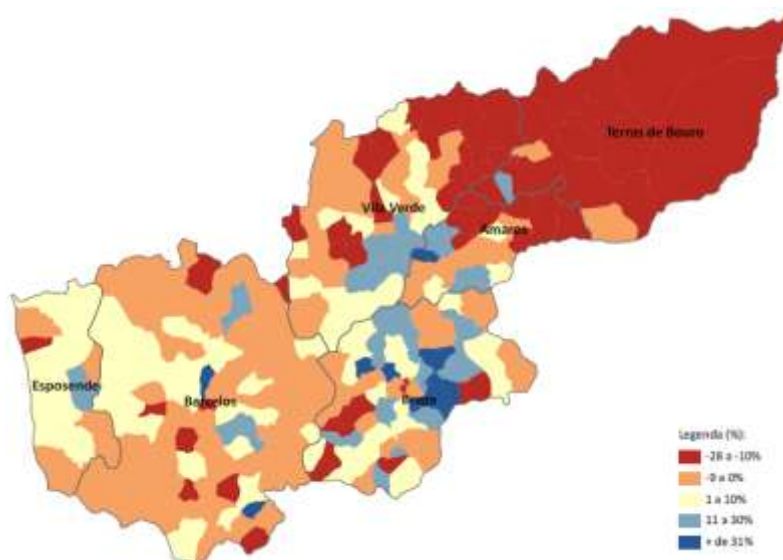 Terras de Bouro
Vila Verde
Amares
Esposende
Barcelos
Braga
Legenda (%):
-28 a -10%
-9 a 0%
1 a 10%
11 a 30%
+ de 31%